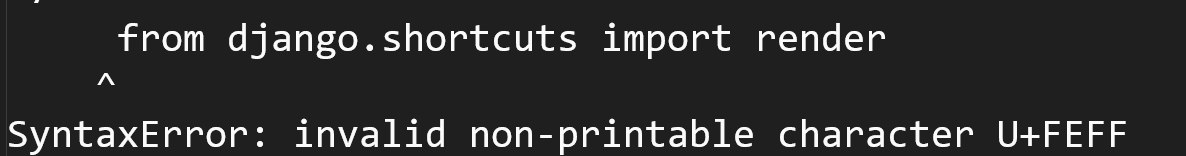 from django.shortcuts import render
^
SyntaxError: invalid non-printable character U+FEFF